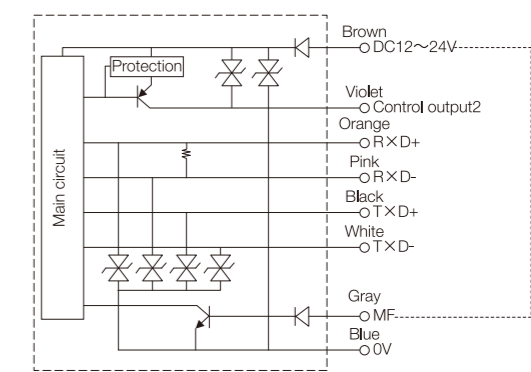 Brown
DC12～24V
Protection
Violet
Control output2
Orange
R×D+
Pink
R×D-
Main circuit
Black
T×D+
White
T×D-
Gray
MF
Blue
0V